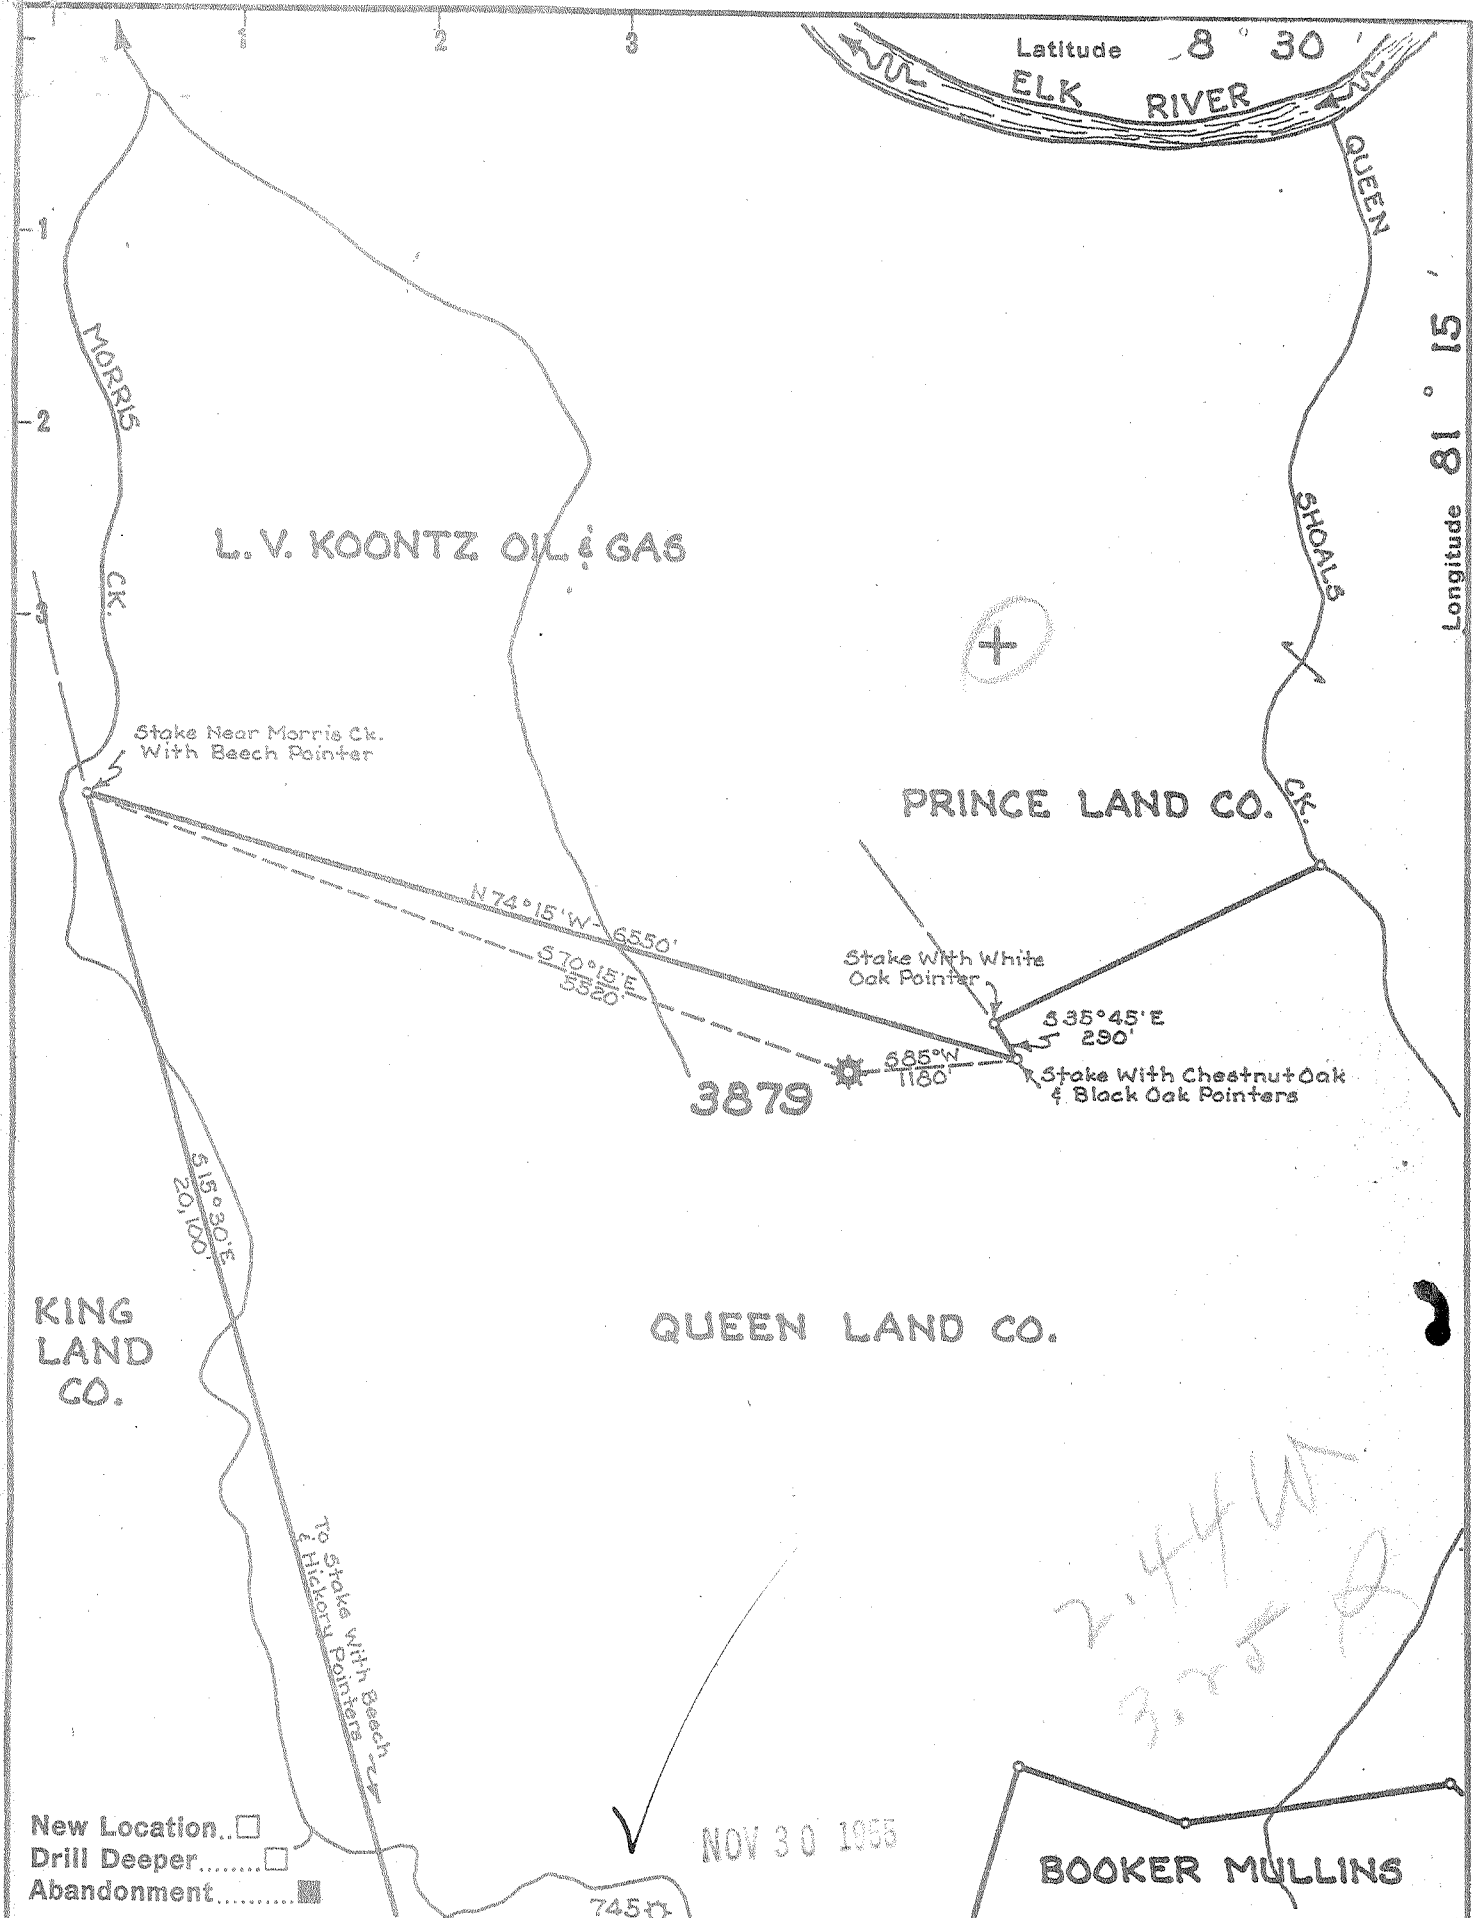 1
2
3
Latitude 8 ° 30 '
ELK RIVER
QUEEN
-1
Longitude 81 ° 15 '
MORRIS
-2
L.V. KOONTZ OIL & GAS
SHOALS
CK.
-3
Stake Near Morris Ck.
With Beech Pointer
PRINCE LAND CO.
CK.
N 74°15'W- 6550'
S 70°15'E
5520'
Stake With White
Oak Pointer
S 35°45'E
290'
S85°W
1180'
Stake With Chestnut Oak
& Black Oak Pointers
3879
S 15°30'E
20,100'
KING
LAND
CO.
QUEEN LAND CO.
2.44 W
To Stake With Beech
& Hickory Pointers
New Location..
Drill Deeper........
Abandonment..........
NOV 30 1955
BOOKER MULLINS
745